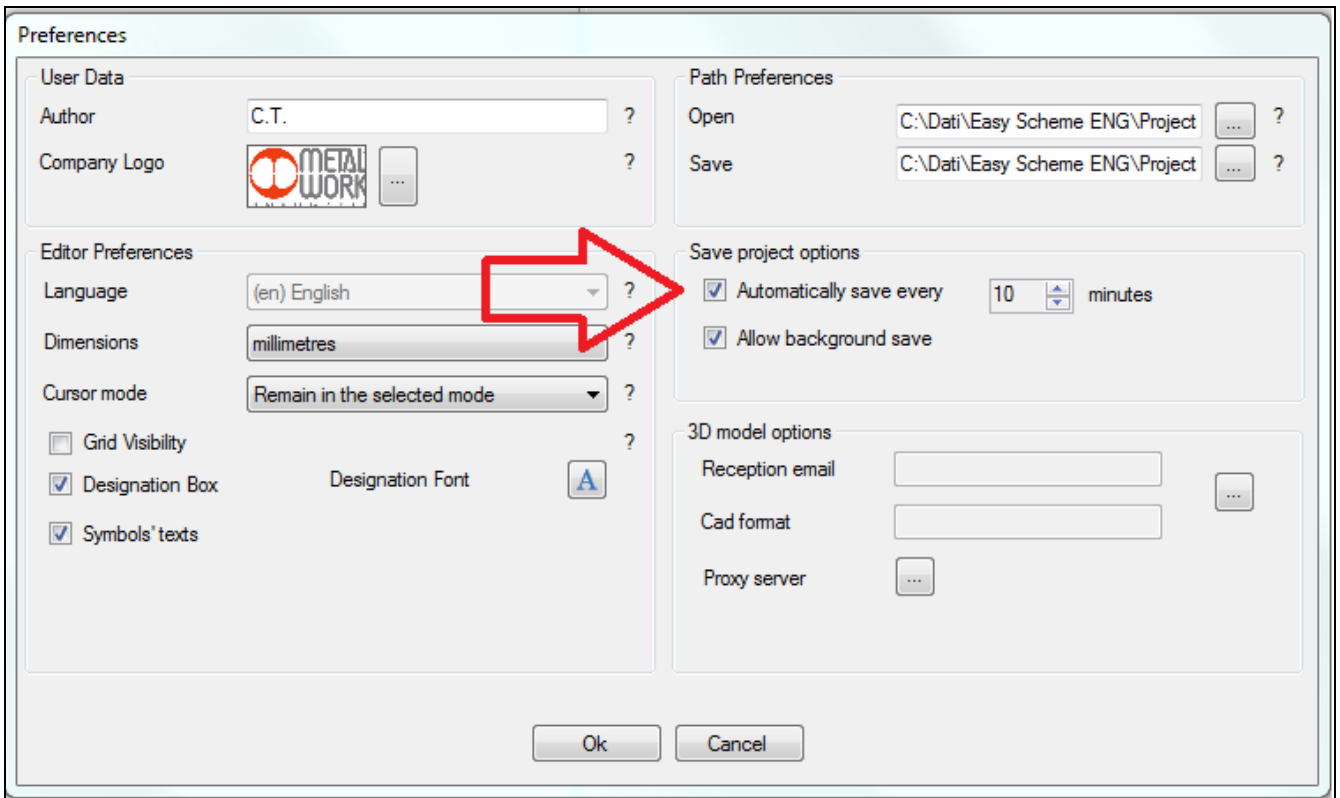 Preferences
User Data
Author C.T. ?
Company Logo METAL WORK ... ?
Editor Preferences
Language (en) English ?
Dimensions millimetres ?
Cursor mode Remain in the selected mode ?
Grid Visibility ?
Designation Box Designation Font A
Symbols' texts
Path Preferences
Open C:\Dati\Easy Scheme ENG\Project ... ?
Save C:\Dati\Easy Scheme ENG\Project ... ?
Save project options
Automatically save every 10 minutes
Allow background save
3D model options
Reception email ...
Cad format
Proxy server ...
Ok Cancel